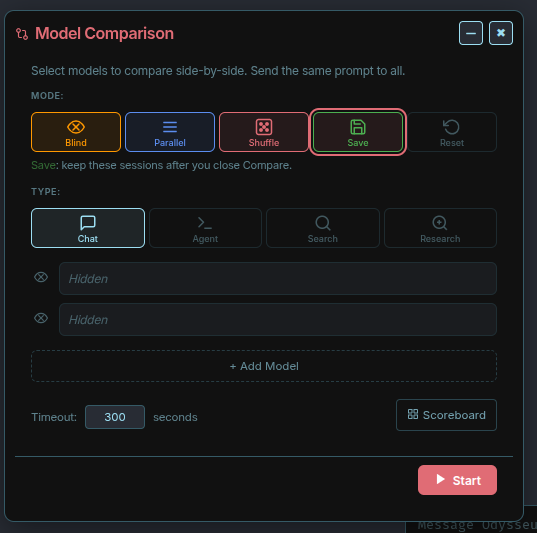 Model Comparison
Select models to compare side-by-side. Send the same prompt to all.
MODE:
Blind
Parallel
Shuffle
Save
Reset
Save: keep these sessions after you close Compare.
TYPE:
Chat
Agent
Search
Research
Hidden
Hidden
+ Add Model
Timeout: 300 seconds
Scoreboard
Start
Message Odysseu